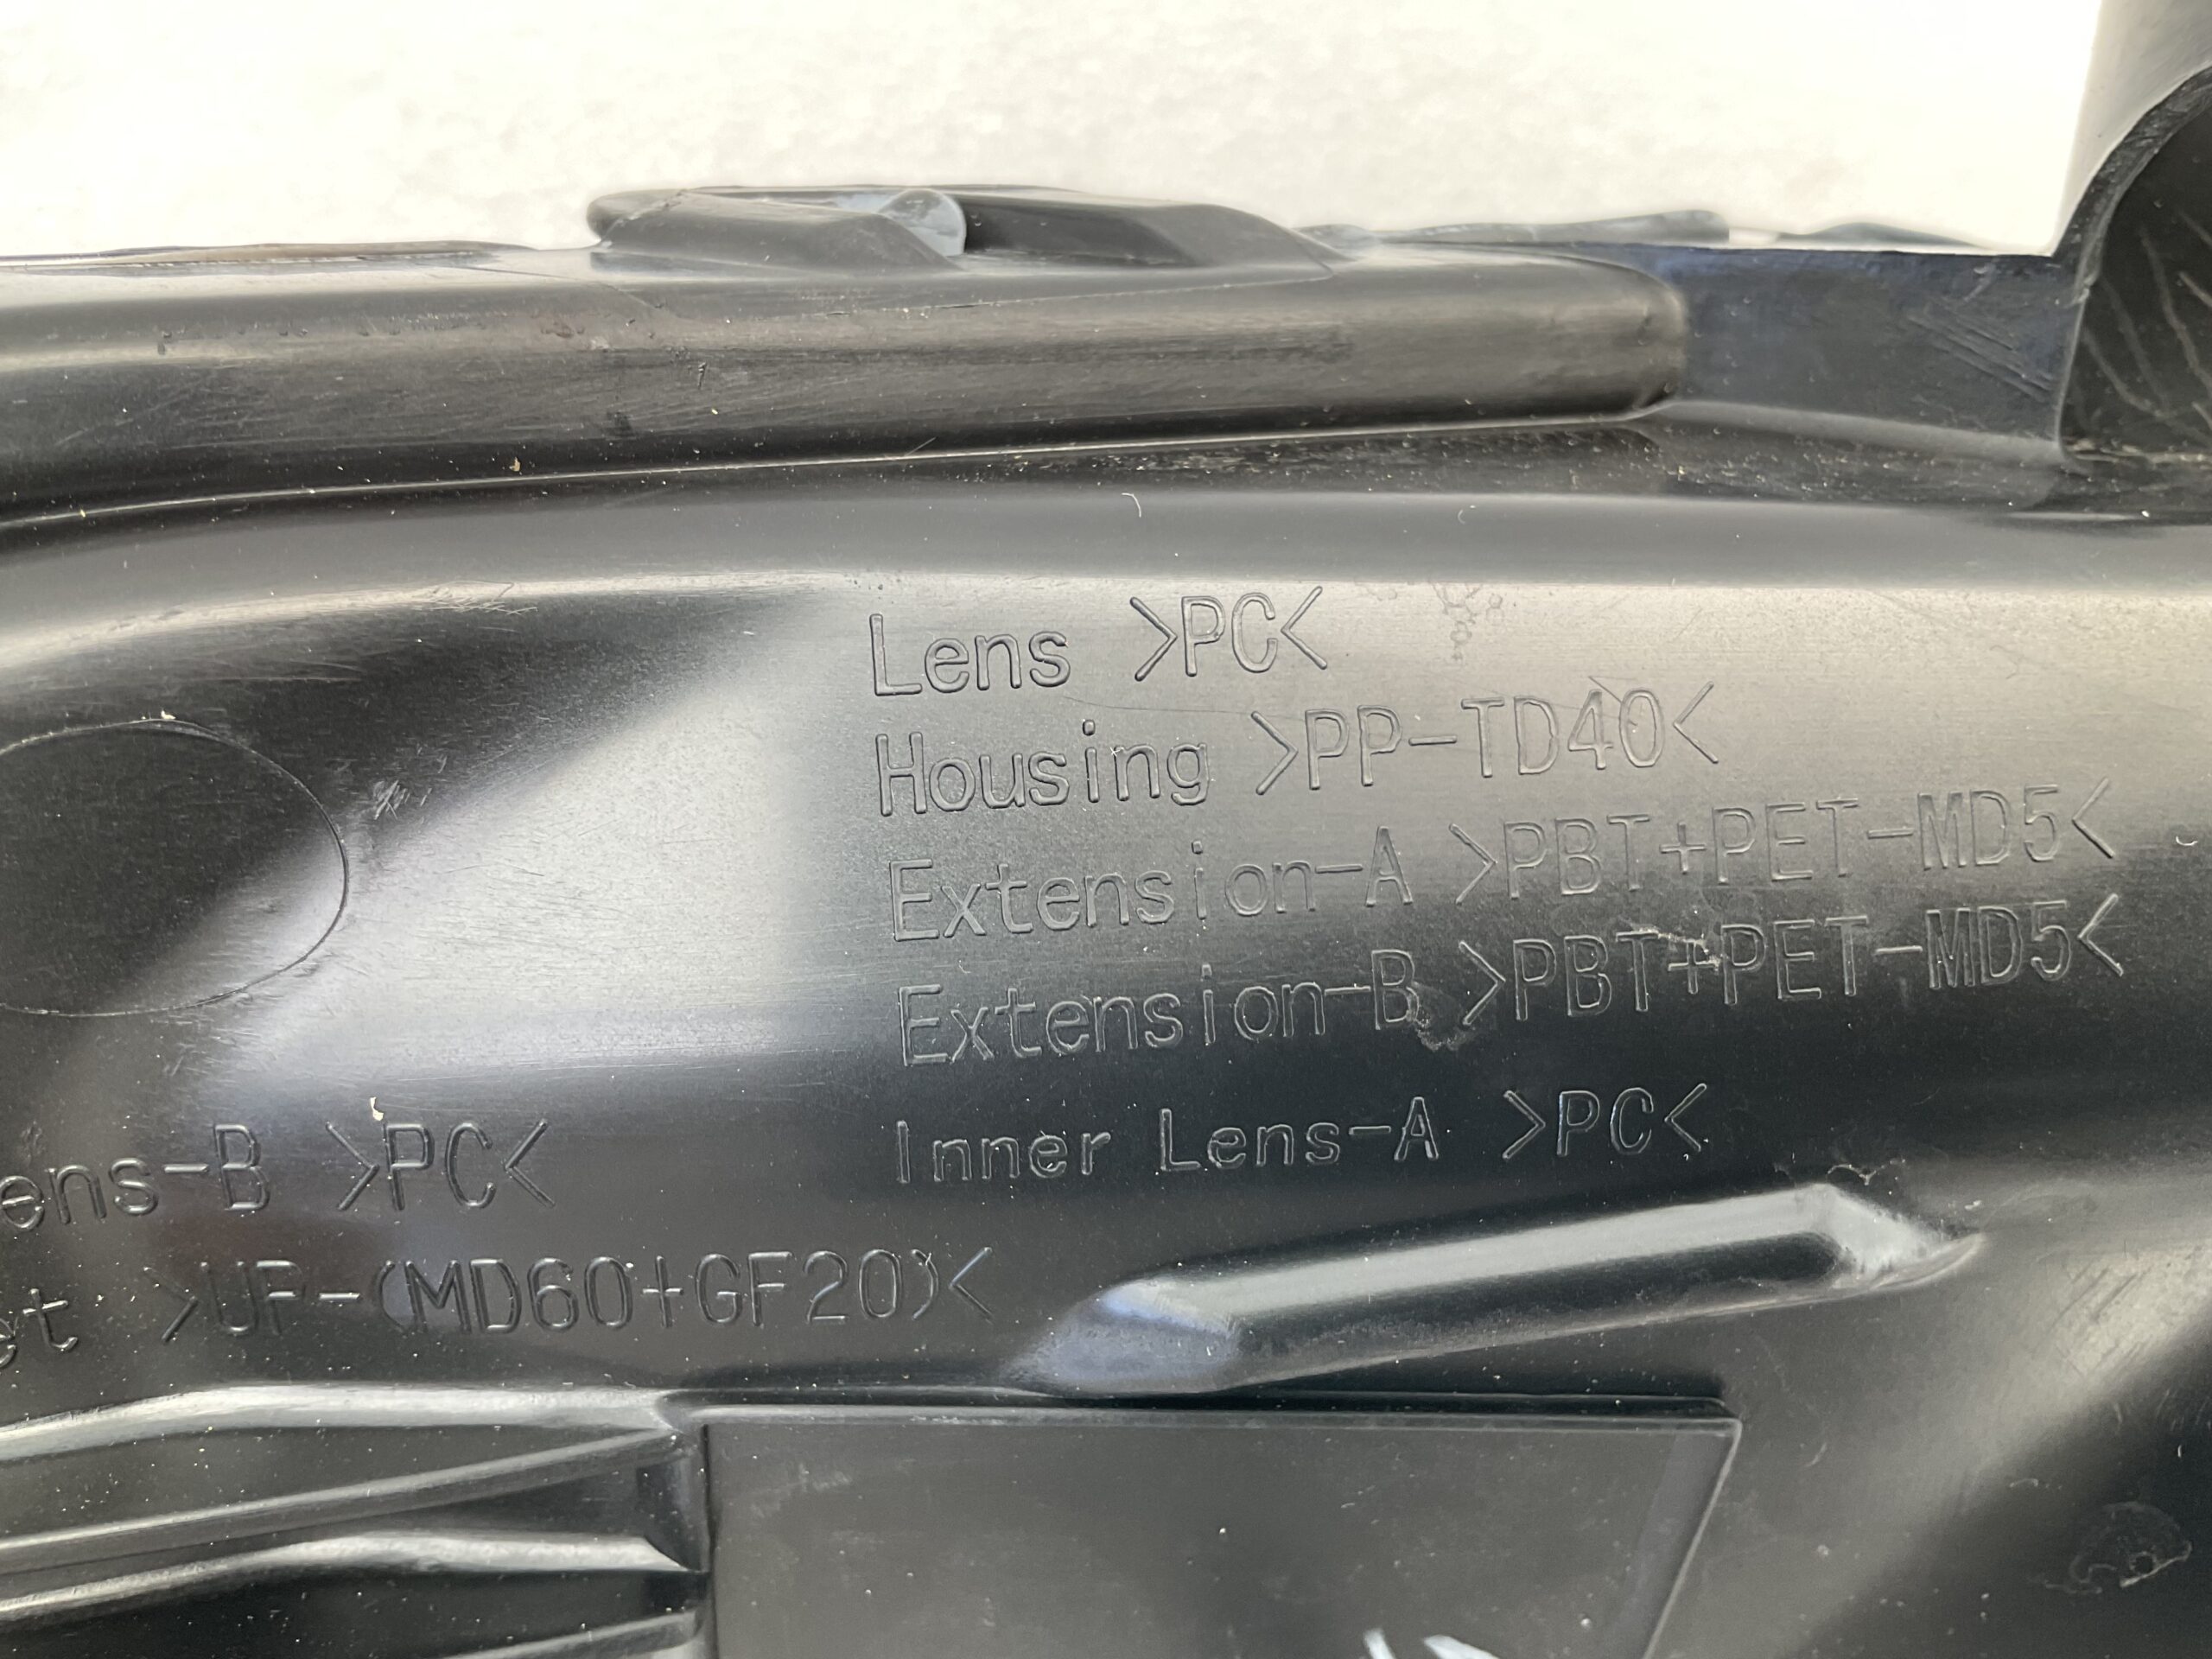 Lens >PC<
Housing >PP-TD40<
Extension-A >PBT+PET-MD5<
Extension-B >PBT+PET-MD5<
Inner Lens-A >PC<
ens-B >PC<
et >UP-(MD60+GF20)<